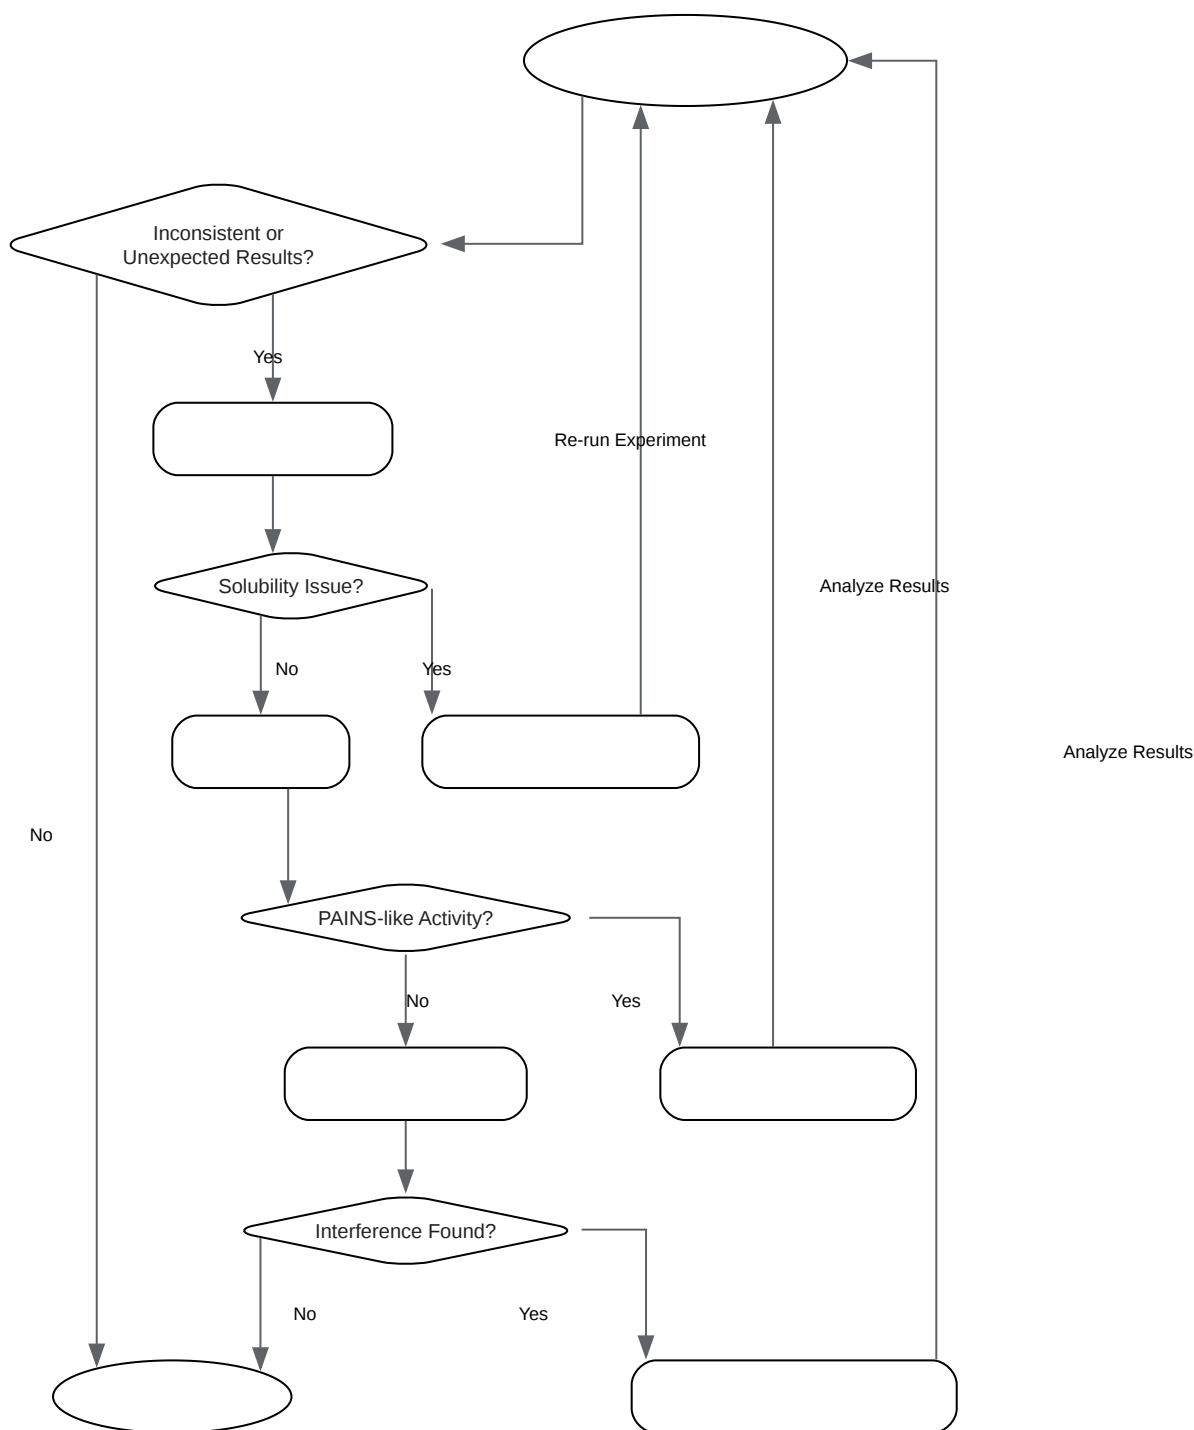 Inconsistent or
Unexpected Results?
Yes
Re-run Experiment
Solubility Issue?
Analyze Results
No
Yes
Analyze Results
No
PAINS-like Activity?
No
Yes
Interference Found?
No
Yes